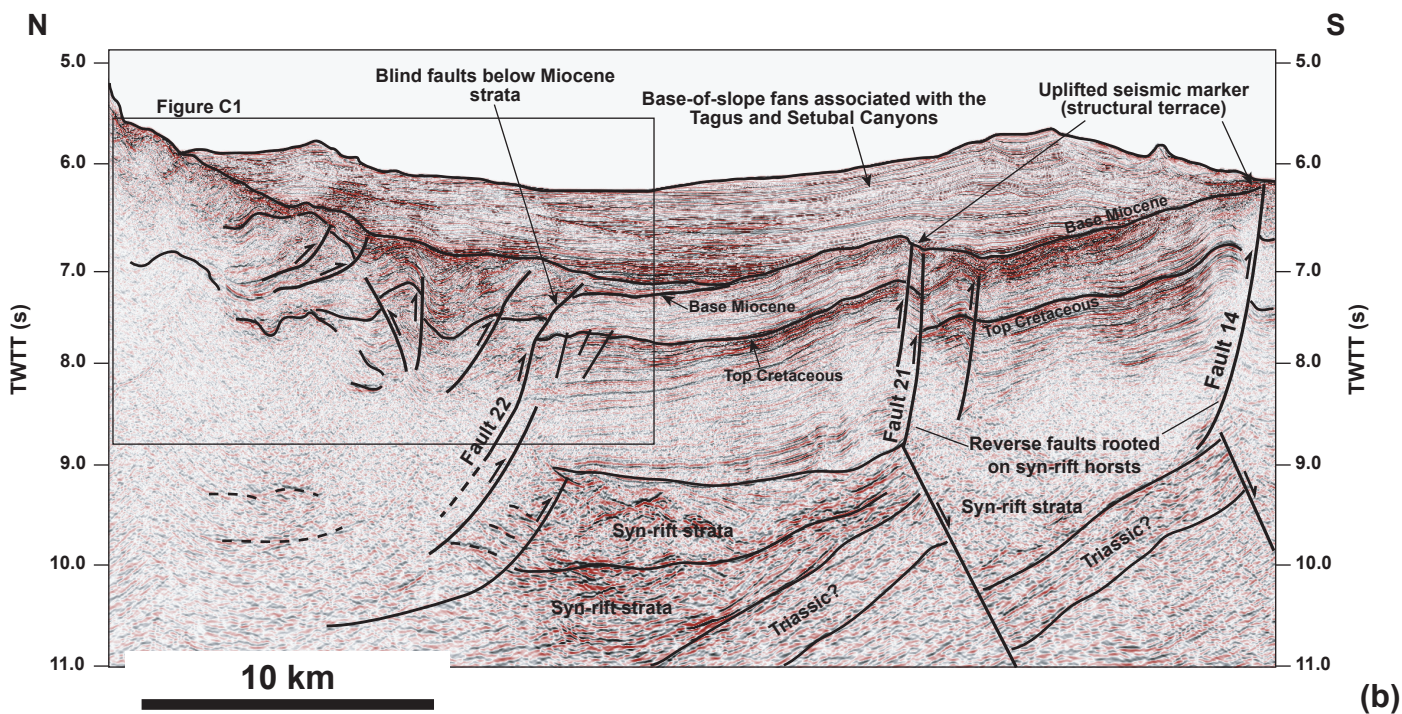 N
S
5.0
5.0
Blind faults below Miocene
strata
Uplifted seismic marker
(structural terrace)
Figure C1
Base-of-slope fans associated with the
Tagus and Setubal Canyons
6.0
6.0
Base Miocene
7.0
7.0
Base Miocene
Top Cretaceous
TWTT (s)
TWTT (s)
Fault 14
8.0
8.0
Top Cretaceous
Fault 21
Fault 22
Reverse faults rooted
on syn-rift horsts
9.0
9.0
Syn-rift strata
Syn-rift strata
Triassic?
10.0
10.0
Syn-rift strata
Triassic?
11.0
11.0
10 km
(b)